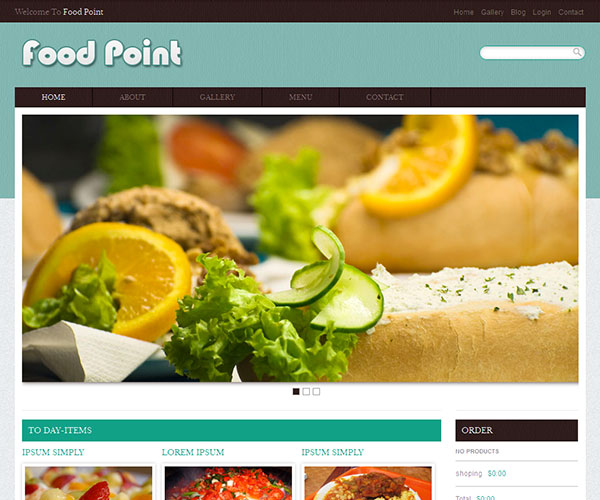 Welcome To Food Point
Home Gallery Blog Login Contact
Food Point
HOME ABOUT GALLERY MENU CONTACT
TO DAY-ITEMS
IPSUM SIMPLY LOREM IPSUM IPSUM SIMPLY
ORDER
NO PRODUCTS
shoping $0:00
Total $0:00